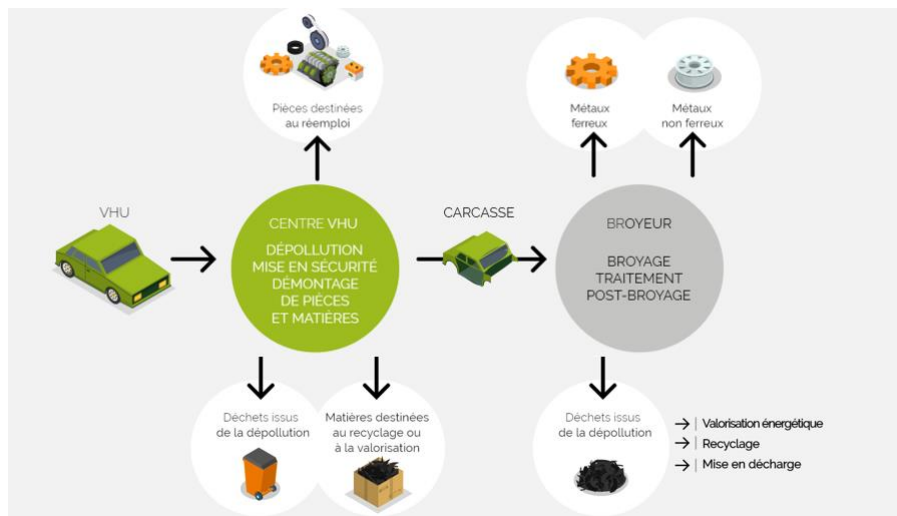 Pièces destinées
au réemploi
Métaux
ferreux
Métaux
non ferreux
VHU
CENTRE VHU
DÉPOLLUTION
MISE EN SÉCURITÉ
DÉMONTAGE
DE PIÈCES
ET MATIÈRES
CARCASSE
BROYEUR
BROYAGE
TRAITEMENT
POST-BROYAGE
Déchets issus
de la dépollution
Matières destinées
au recyclage ou
à la valorisation
Déchets issus
de la dépollution
Valorisation énergétique
Recyclage
Mise en décharge